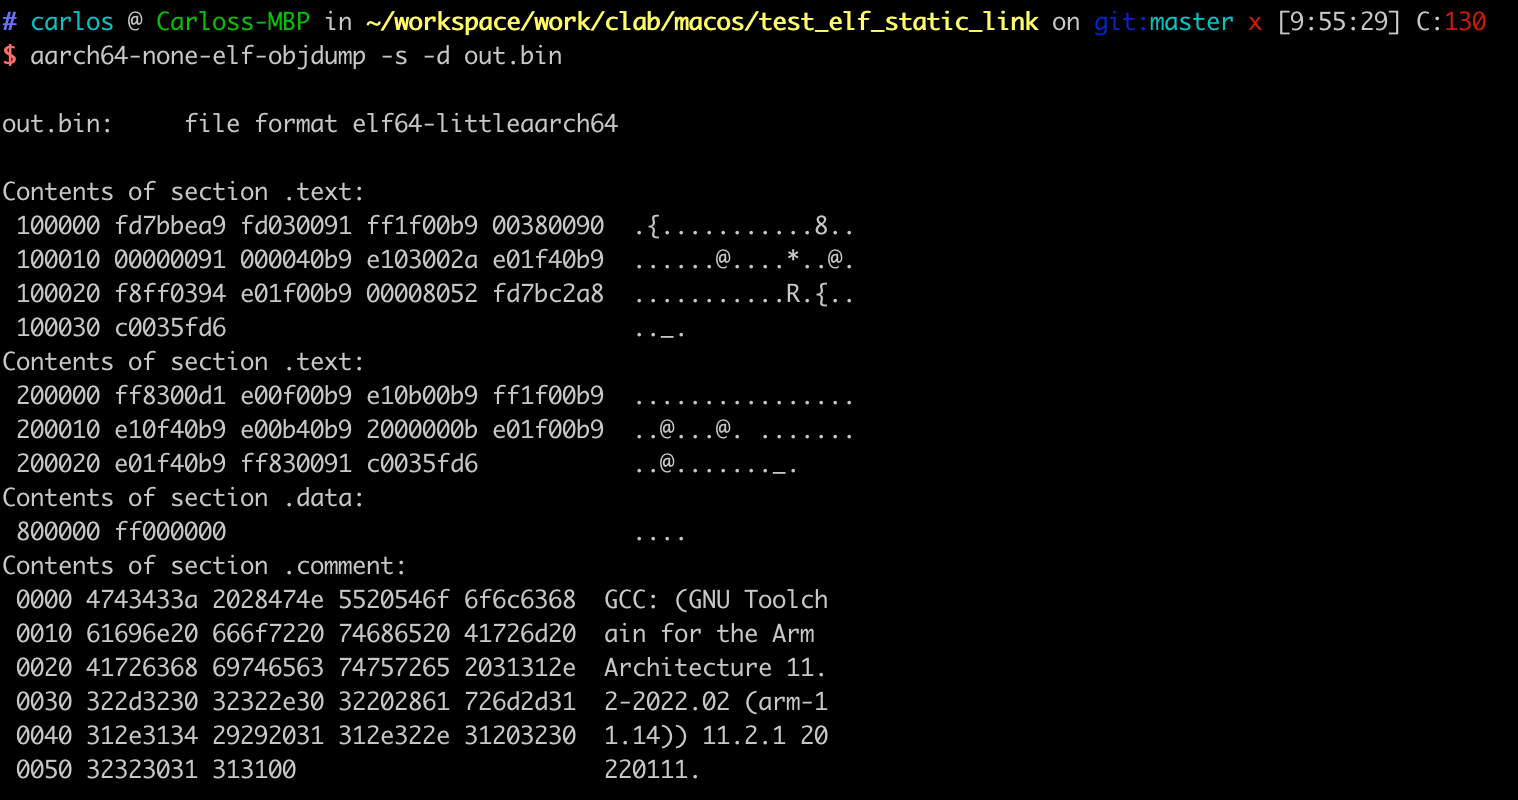 # carlos @ Carloss-MBP in ~/workspace/work/clab/macos/test_elf_static_link on git:master x [9:55:29] C:130
$ aarch64-none-elf-objdump -s -d out.bin
out.bin:     file format elf64-littleaarch64
Contents of section .text:
 100000 fd7bbea9 fd030091 ff1f00b9 00380090  .{...........8..
 100010 00000091 000040b9 e103002a e01f40b9  ......@....*..@.
 100020 f8ff0394 e01f00b9 00008052 fd7bc2a8  ...........R.{..
 100030 c0035fd6                             .._.
Contents of section .text:
 200000 ff8300d1 e00f00b9 e10b00b9 ff1f00b9  ................
 200010 e10f40b9 e00b40b9 2000000b e01f00b9  ..@...@. .......
 200020 e01f40b9 ff830091 c0035fd6           ..@......._.
Contents of section .data:
 800000 ff000000                             ....
Contents of section .comment:
 0000 4743433a 2028474e 5520546f 6f6c6368  GCC: (GNU Toolch
 0010 61696e20 666f7220 74686520 41726d20  ain for the Arm
 0020 41726368 69746563 74757265 2031312e  Architecture 11.
 0030 322d3230 32322e30 32202861 726d2d31  2-2022.02 (arm-1
 0040 312e3134 29292031 312e322e 31203230  1.14)) 11.2.1 20
 0050 32323031 313100                      220111.